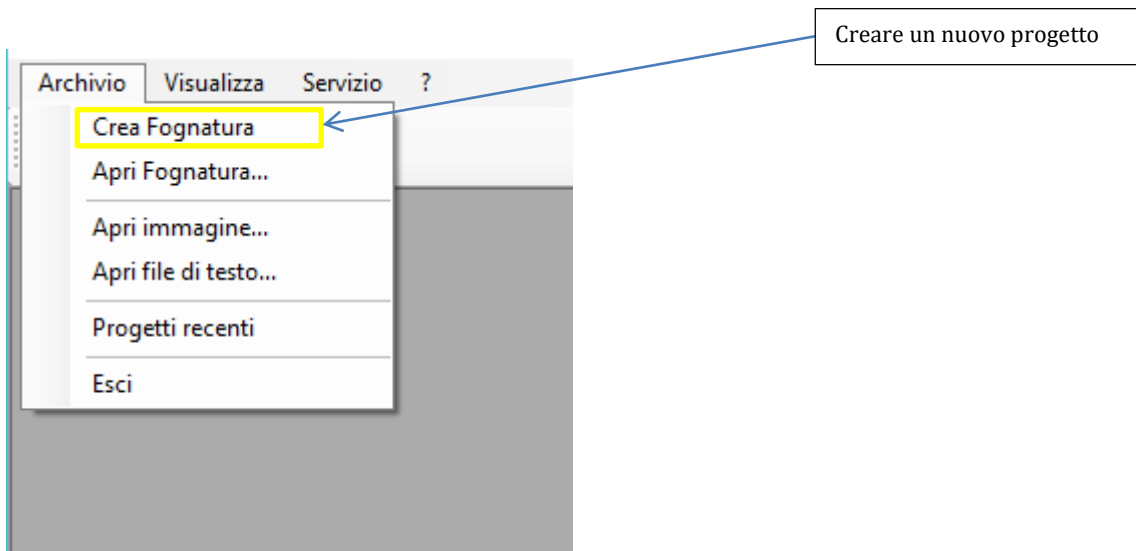 Creare un nuovo progetto
Archivio Visualizza Servizio ?
Crea Fognatura
Apri Fognatura...
Apri immagine...
Apri file di testo...
Progetti recenti
Esci